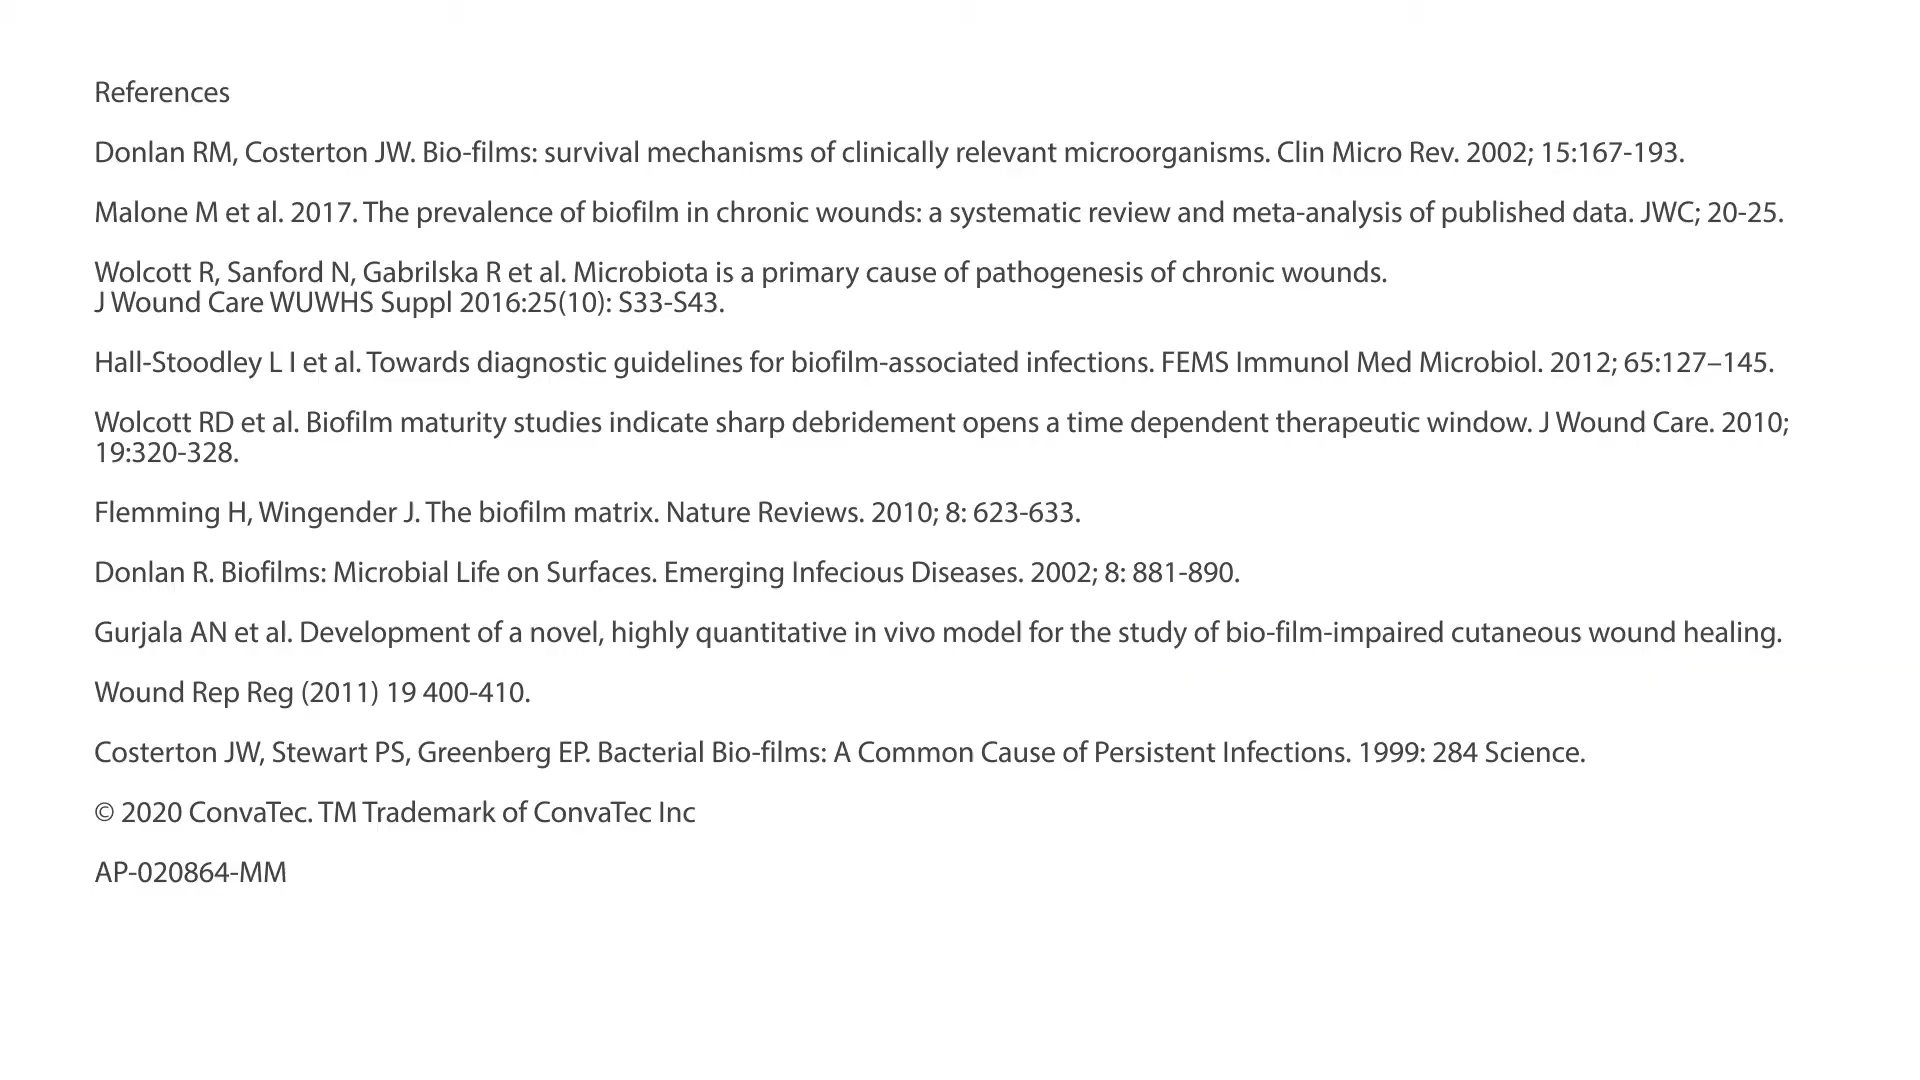 References
Donlan RM, Costerton JW. Bio-films: survival mechanisms of clinically relevant microorganisms. Clin Micro Rev. 2002; 15:167-193.
Malone M et al. 2017. The prevalence of biofilm in chronic wounds: a systematic review and meta-analysis of published data. JWC; 20-25.
Wolcott R, Sanford N, Gabrilska R et al. Microbiota is a primary cause of pathogenesis of chronic wounds.
J Wound Care WUWHS Suppl 2016:25(10): S33-S43.
Hall-Stoodley L I et al. Towards diagnostic guidelines for biofilm-associated infections. FEMS Immunol Med Microbiol. 2012; 65:127–145.
Wolcott RD et al. Biofilm maturity studies indicate sharp debridement opens a time dependent therapeutic window. J Wound Care. 2010;
19:320-328.
Flemming H, Wingender J. The biofilm matrix. Nature Reviews. 2010; 8: 623-633.
Donlan R. Biofilms: Microbial Life on Surfaces. Emerging Infecious Diseases. 2002; 8: 881-890.
Gurjala AN et al. Development of a novel, highly quantitative in vivo model for the study of bio-film-impaired cutaneous wound healing.
Wound Rep Reg (2011) 19 400-410.
Costerton JW, Stewart PS, Greenberg EP. Bacterial Bio-films: A Common Cause of Persistent Infections. 1999: 284 Science.
© 2020 ConvaTec. TM Trademark of ConvaTec Inc
AP-020864-MM